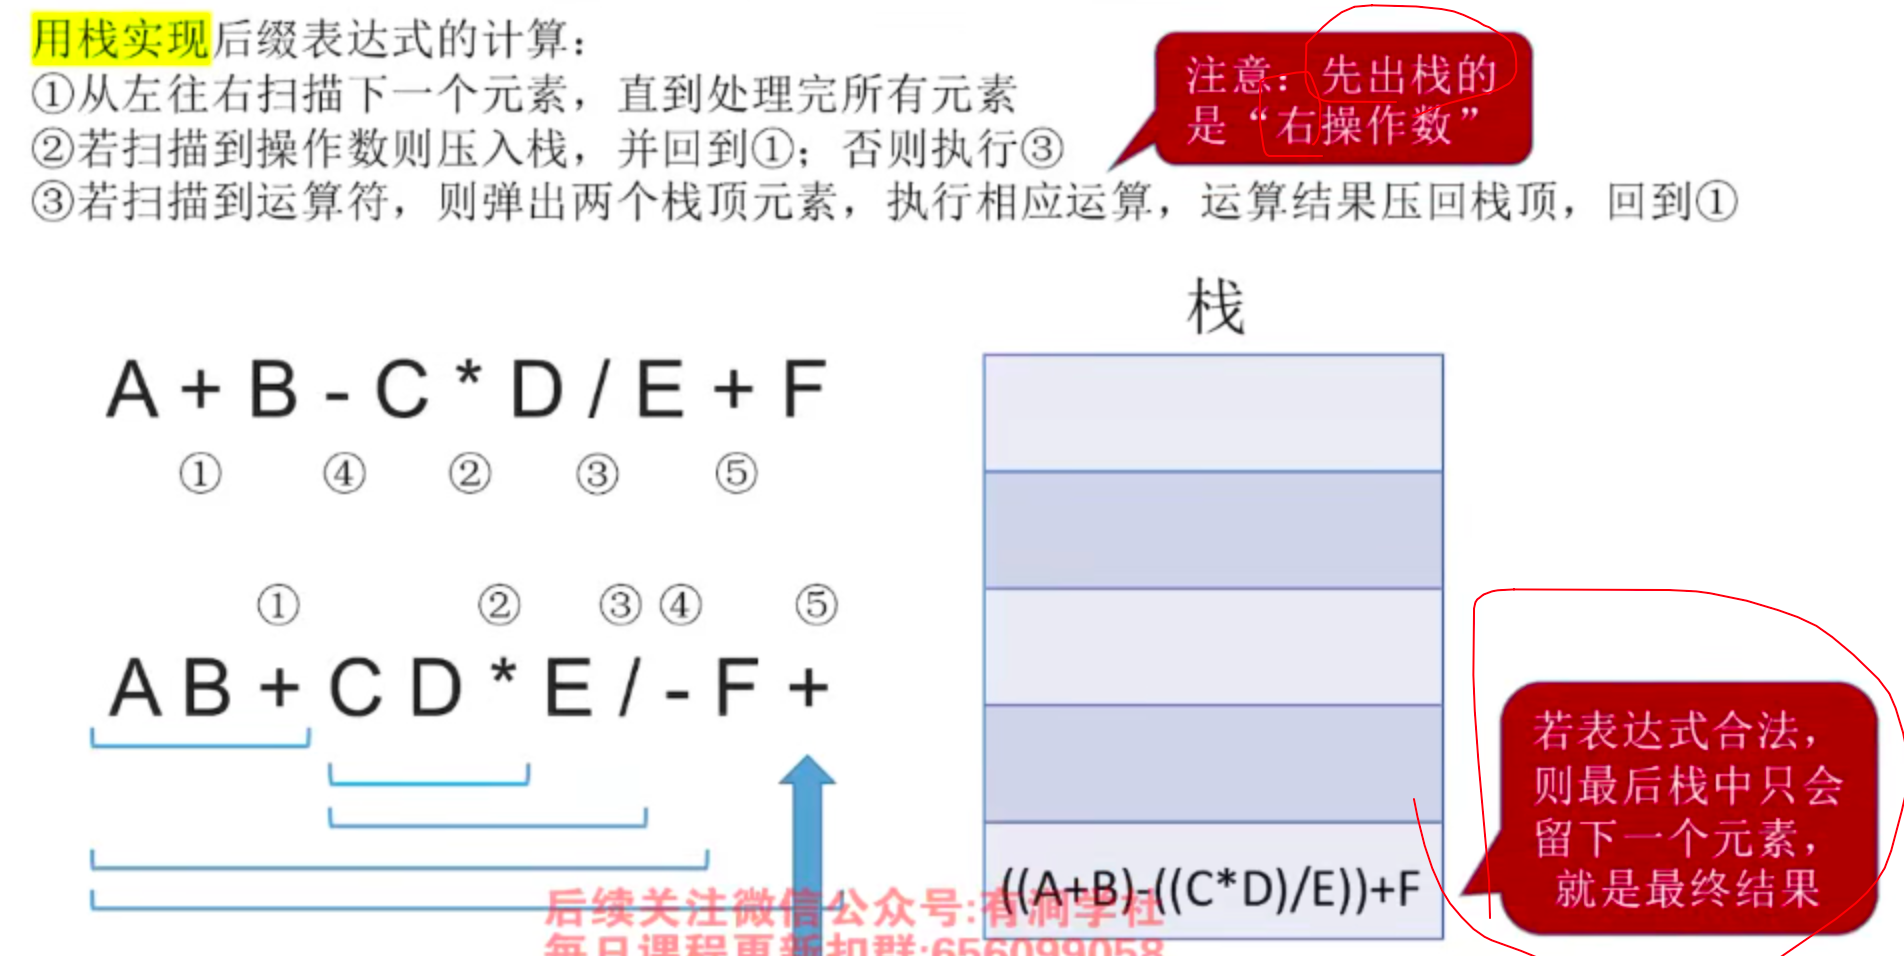 用栈实现后缀表达式的计算：
①从左往右扫描下一个元素，直到处理完所有元素
②若扫描到操作数则压入栈，并回到①；否则执行③
③若扫描到运算符，则弹出两个栈顶元素，执行相应运算，运算结果压回栈顶，回到①
注意：先出栈的
是“右操作数”
栈
A + B - C * D / E + F
① ④ ② ③ ⑤
① ② ③ ④ ⑤
A B + C D * E / - F +
((A+B)-((C*D)/E))+F
若表达式合法，
则最后栈中只会
留下一个元素，
就是最终结果
后续关注微信公众号:有涧学社
每日课程更新扣群:656099058